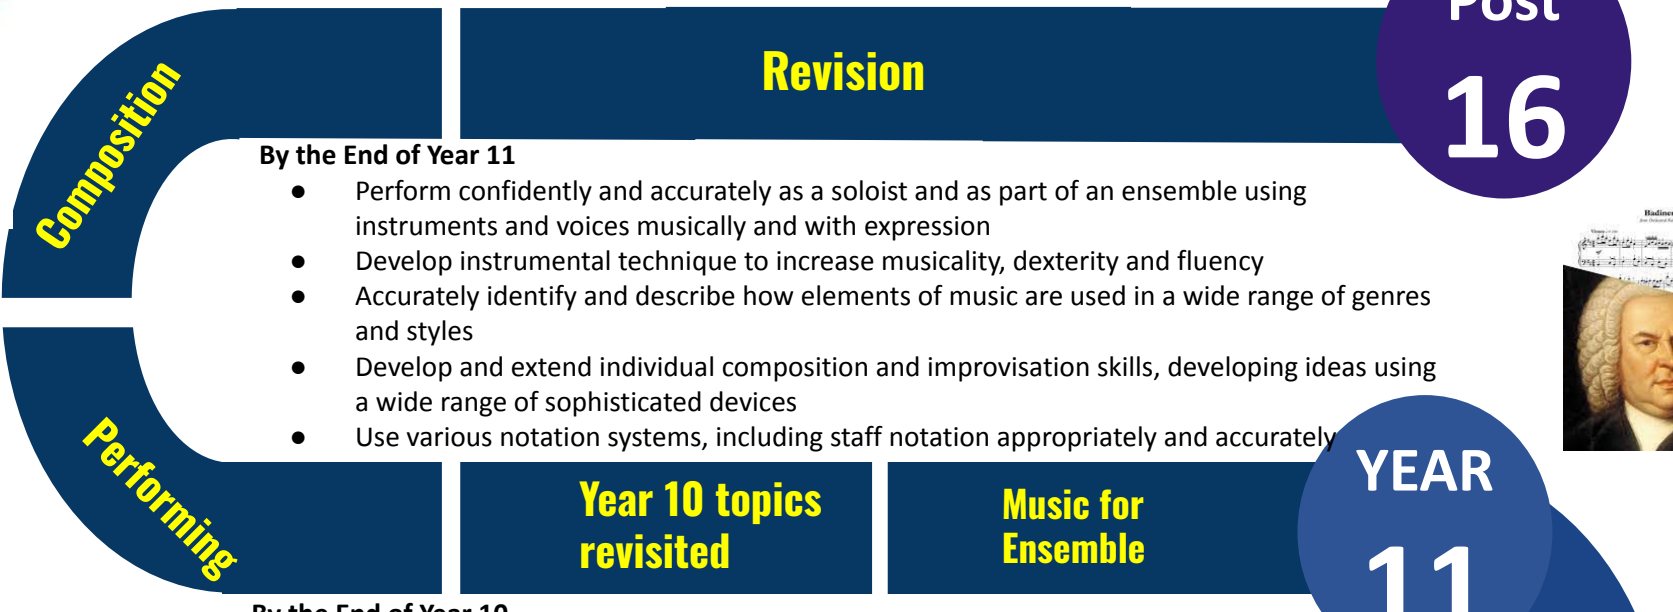 Post
16
Revision
Composition
By the End of Year 11
● Perform confidently and accurately as a soloist and as part of an ensemble using
instruments and voices musically and with expression
● Develop instrumental technique to increase musicality, dexterity and fluency
● Accurately identify and describe how elements of music are used in a wide range of genres
and styles
● Develop and extend individual composition and improvisation skills, developing ideas using
a wide range of sophisticated devices
● Use various notation systems, including staff notation appropriately and accurately
Performing
Year 10 topics
revisited
Music for
Ensemble
YEAR
11
By the End of Year 10